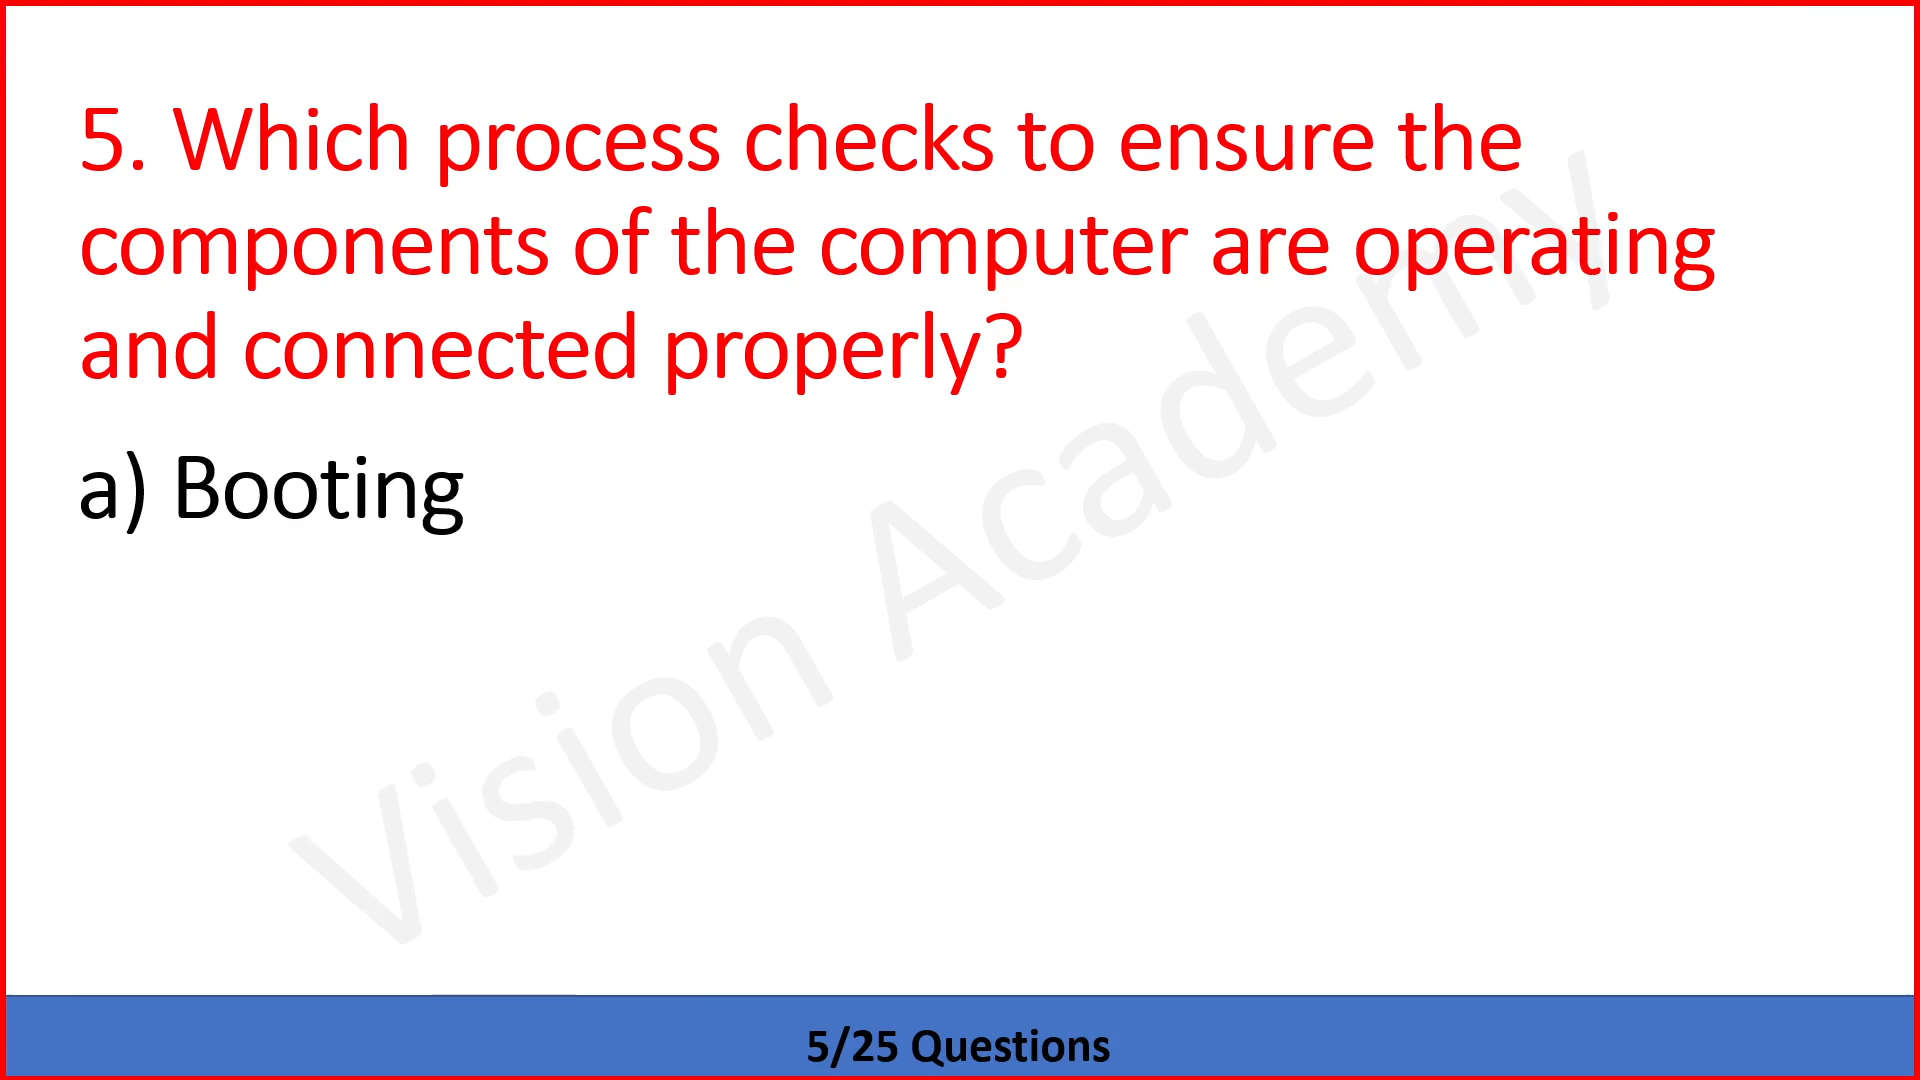 5. Which process checks to ensure the
components of the computer are operating
and connected properly?
a) Booting
Vision Academy
5/25 Questions